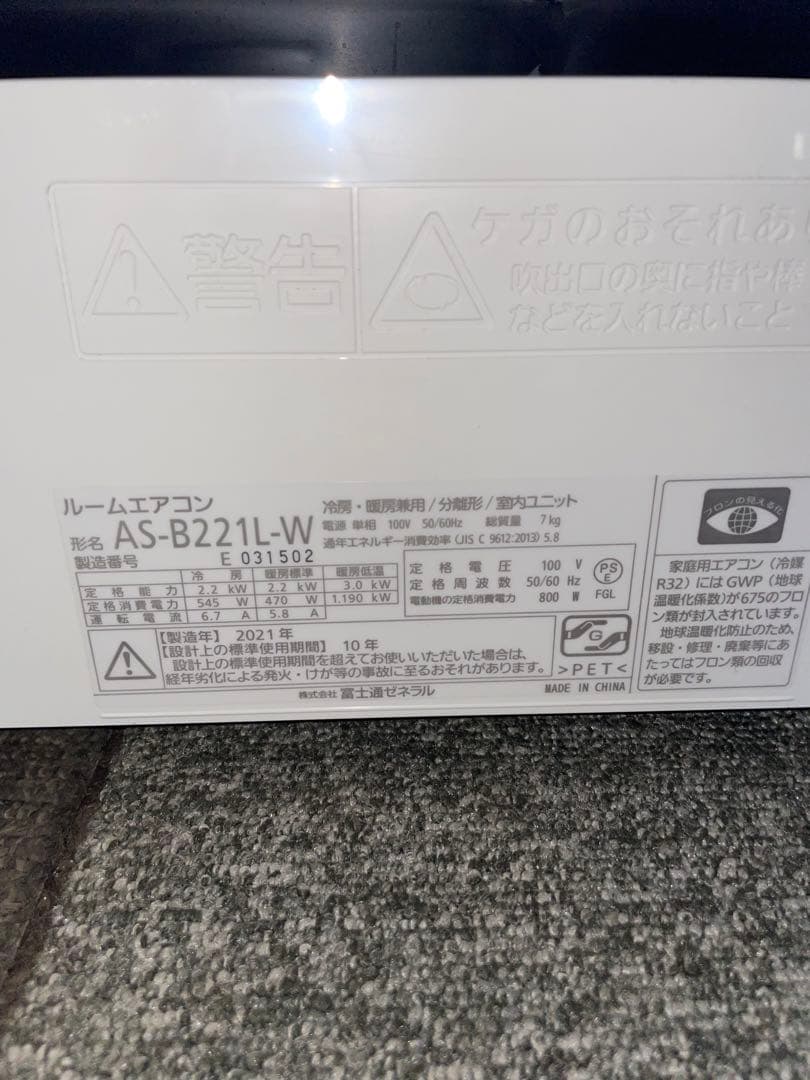 警告
ケガのおそれあ
吹出口の奥に指や棒
などを入れないこと
ルームエアコン
形名 AS-B221L-W
製造番号 E 031502
冷房・暖房兼用/分離形/室内ユニット
電源 単相 100V 50/60Hz 総質量 7kg
通年エネルギー消費効率(JIS C 9612:2013) 5.8
冷 房 暖房標準 暖房低温
定格能力 2.2 kW 2.2 kW 3.0 kW
定格消費電力 545 W 470 W 1.190 kW
運転電流 6.7 A 5.8 A
定格電圧 100 V
定格周波数 50/60 Hz
電動機の定格消費電力 800 W
PS
E
FGL
【製造年】2021年
【設計上の標準使用期間】10年
設計上の標準使用期間を超えてお使いいただいた場合は、
経年劣化による発火・けが等の事故に至るおそれがあります。
株式会社 富士通ゼネラル
G
>PET<
MADE IN CHINA
フロンの見える化
家庭用エアコン(冷媒
R32)にはGWP(地球
温暖化係数)が675のフロ
ン類が封入されています。
地球温暖化防止のため、
移設・修理・廃棄等にあ
たってはフロン類の回収
が必要です。